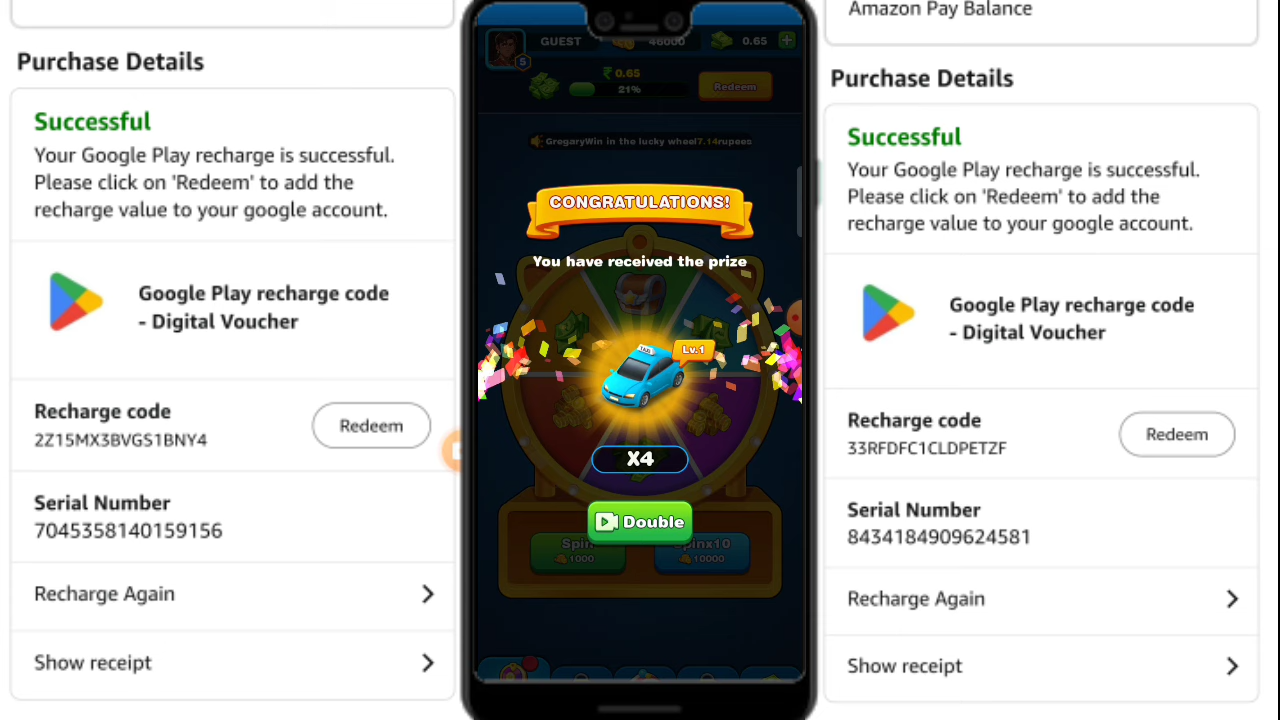 Purchase Details
Successful
Your Google Play recharge is successful.
Please click on 'Redeem' to add the
recharge value to your google account.
Google Play recharge code
- Digital Voucher
Recharge code
2Z15MX3BVGS1BNY4
Redeem
Serial Number
7045358140159156
Recharge Again
Show receipt
GUEST
46000
0.65
S
₹0.65
21%
Redeem
GregaryWin in the lucky wheel7.14rupees
CONGRATULATIONS!
You have received the prize
TAXI
Lv.1
X4
Double
Spin
1000
Spinx10
10000
Amazon Pay Balance
Purchase Details
Successful
Your Google Play recharge is successful.
Please click on 'Redeem' to add the
recharge value to your google account.
Google Play recharge code
- Digital Voucher
Recharge code
33RFDFC1CLDPETZF
Redeem
Serial Number
8434184909624581
Recharge Again
Show receipt